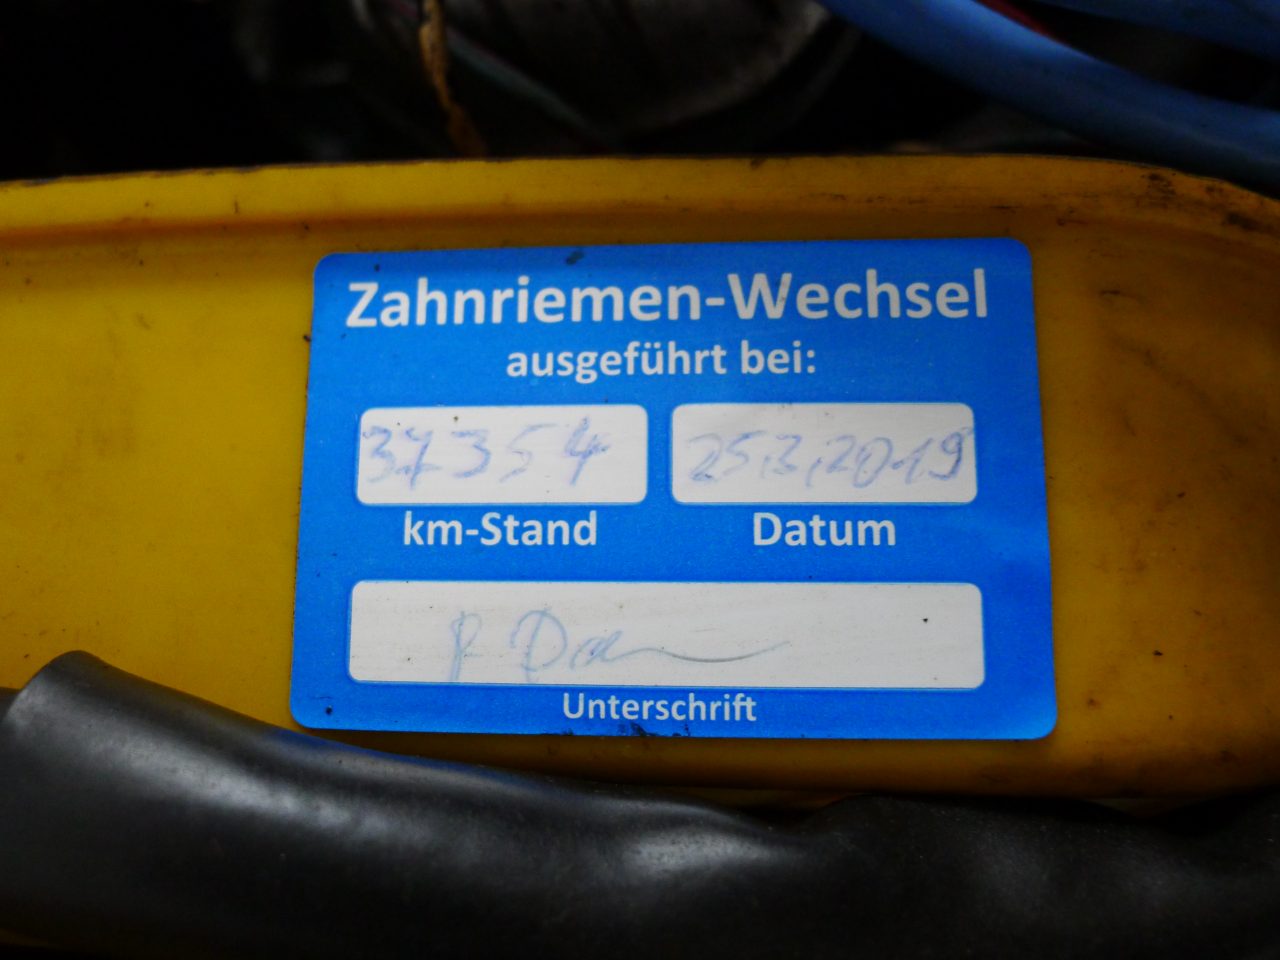 Zahnriemen-Wechsel
ausgeführt bei:
37354 25.3.2019
km-Stand Datum
Unterschrift